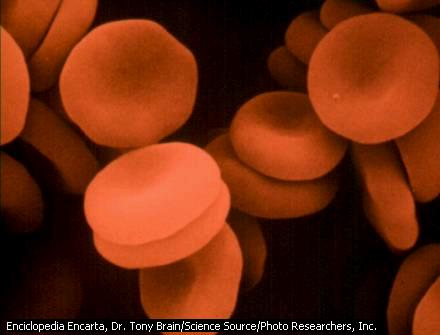 Enciclopedia Encarta, Dr. Tony Brain/Science Source/Photo Researchers, Inc.